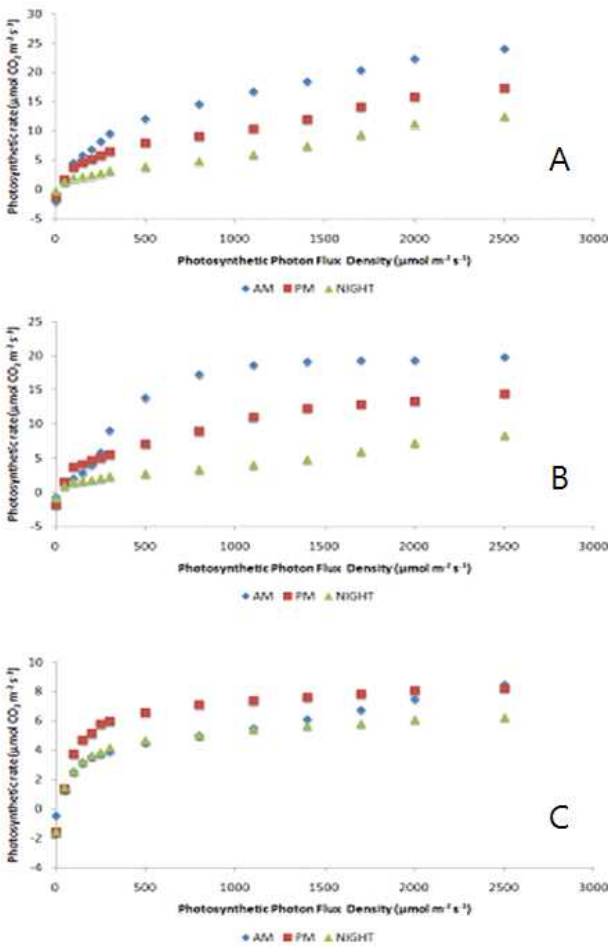 Photosynthetic rate (µmol CO₂ m⁻² s⁻¹)
30
25
20
15
10
5
0
-5
0 500 1000 1500 2000 2500 3000
A
Photosynthetic Photon Flux Density (µmol m⁻² s⁻¹)
AM PM NIGHT
Photosynthetic rate (µmol CO₂ m⁻² s⁻¹)
25
20
15
10
5
0
-5
0 500 1000 1500 2000 2500 3000
B
Photosynthetic Photon Flux Density (µmol m⁻² s⁻¹)
AM PM NIGHT
Photosynthetic rate (µmol CO₂ m⁻² s⁻¹)
10
8
6
4
2
0
-2
-4
0 500 1000 1500 2000 2500 3000
C
Photosynthetic Photon Flux Density (µmol m⁻² s⁻¹)
AM PM NIGHT